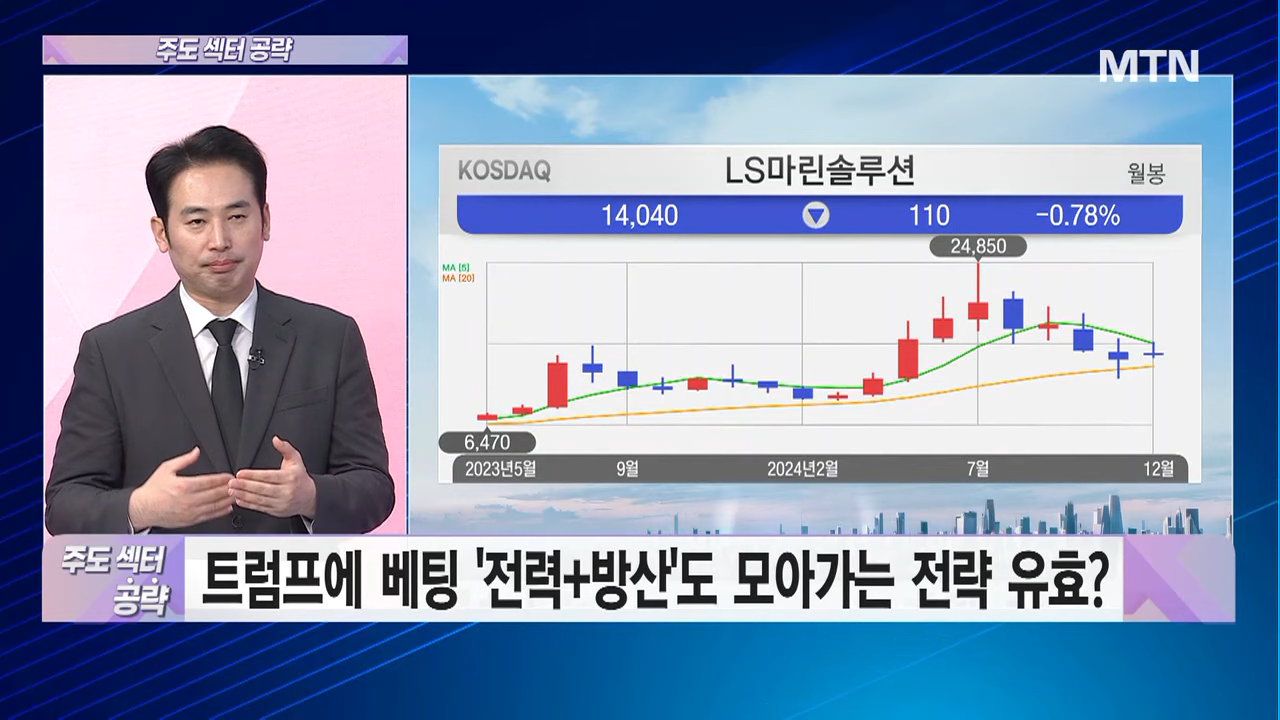 주도 섹터 공략
MTN
KOSDAQ
LS마린솔루션
월봉
14,040 ▼ 110 -0.78%
24,850
MA [5]
MA [20]
6,470
2023년5월 9월 2024년2월 7월 12월
주도 섹터
공략
트럼프에 베팅 '전력+방산'도 모아가는 전략 유효?